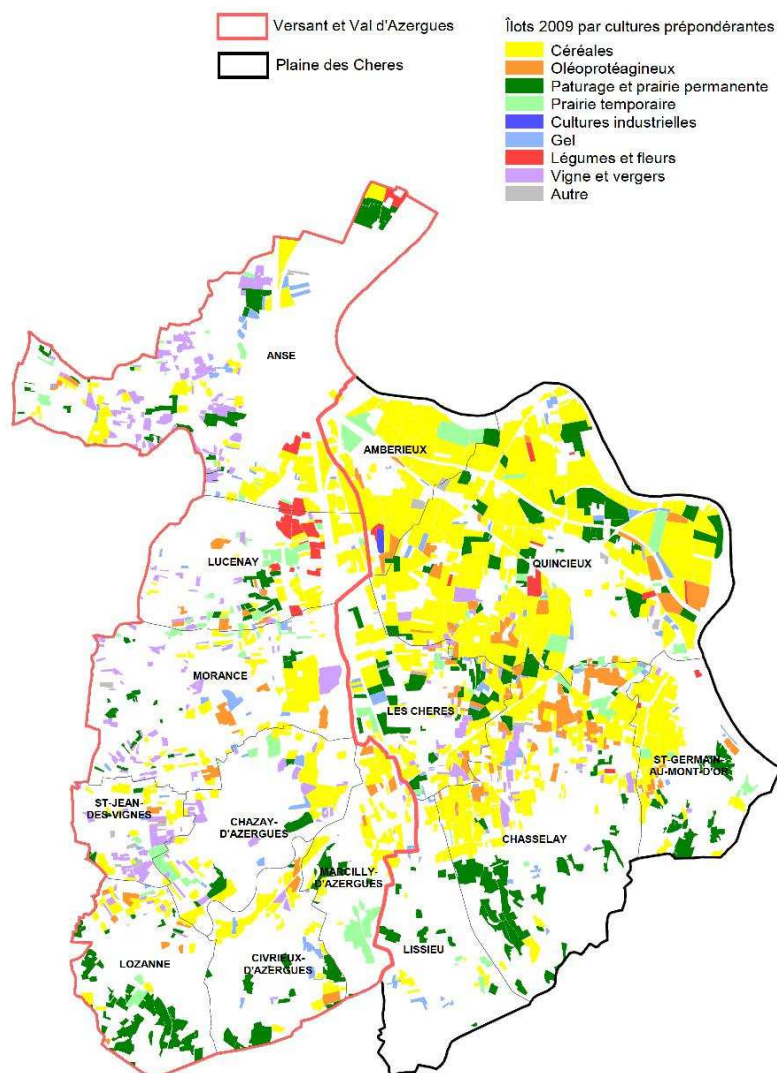 Versant et Val d'Azergues
Plaine des Cheres
Îlots 2009 par cultures prépondérantes
Céréales
Oléoprotéagineux
Paturage et prairie permanente
Prairie temporaire
Cultures industrielles
Gel
Légumes et fleurs
Vigne et vergers
Autre
ANSE
AMBERIEUX
LUCENAY
QUINCIEUX
MORANCE
LES CHERES
ST-GERMAIN-
AU-MONT-D'OR
ST-JEAN-
DES-VIGNES
CHAZAY-
D'AZERGUES
CHASSELAY
MARCILLY-
D'AZERGUES
LISSIEU
LOZANNE
CIVRIEUX-
D'AZERGUES